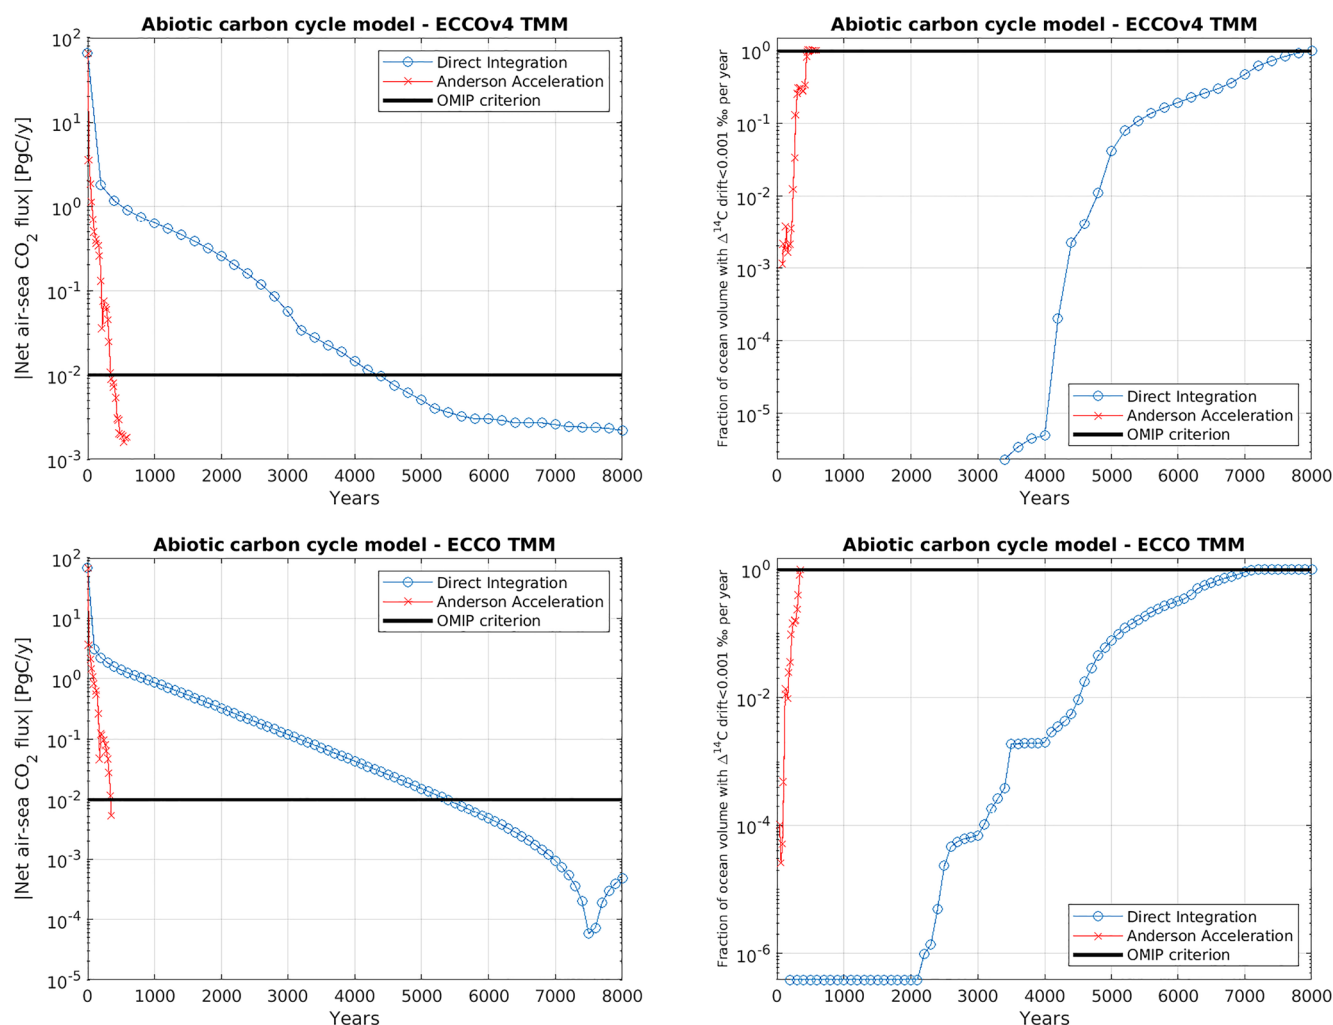 Abiotic carbon cycle model - ECCOv4 TMM
|Net air-sea CO2 flux| [PgC/y]
10^2
10^1
10^0
10^-1
10^-2
10^-3
Direct Integration
Anderson Acceleration
OMIP criterion
0 1000 2000 3000 4000 5000 6000 7000 8000
Years
Abiotic carbon cycle model - ECCOv4 TMM
Fraction of ocean volume with Δ^14C drift<0.001 ‰ per year
10^0
10^-1
10^-2
10^-3
10^-4
10^-5
Direct Integration
Anderson Acceleration
OMIP criterion
0 1000 2000 3000 4000 5000 6000 7000 8000
Years
Abiotic carbon cycle model - ECCO TMM
|Net air-sea CO2 flux| [PgC/y]
10^2
10^1
10^0
10^-1
10^-2
10^-3
10^-4
10^-5
Direct Integration
Anderson Acceleration
OMIP criterion
0 1000 2000 3000 4000 5000 6000 7000 8000
Years
Abiotic carbon cycle model - ECCO TMM
Fraction of ocean volume with Δ^14C drift<0.001 ‰ per year
10^0
10^-2
10^-4
10^-6
Direct Integration
Anderson Acceleration
OMIP criterion
0 1000 2000 3000 4000 5000 6000 7000 8000
Years